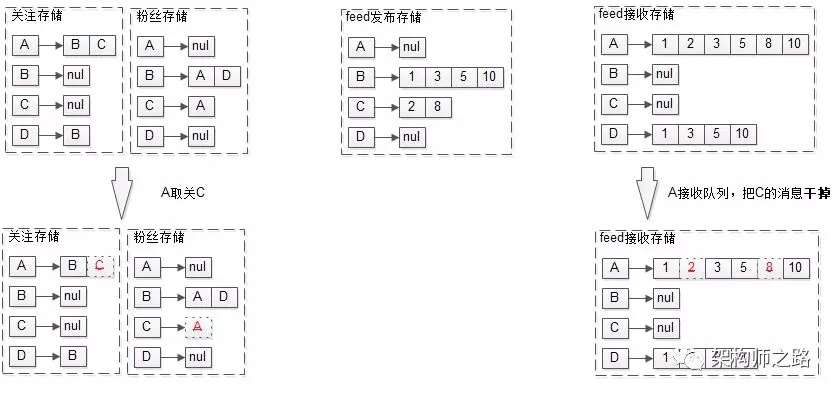 关注存储
A B C
B nul
C nul
D B
粉丝存储
A nul
B A D
C A
D nul
feed发布存储
A nul
B 1 3 5 10
C 2 8
D nul
feed接收存储
A 1 2 3 5 8 10
B nul
C nul
D 1 3 5 10
A取关C
A接收队列，把C的消息干掉
关注存储
A B C
B nul
C nul
D B
粉丝存储
A nul
B A D
C A
D nul
feed接收存储
A 1 2 3 5 8 10
B nul
C nul
D 1
架构师之路